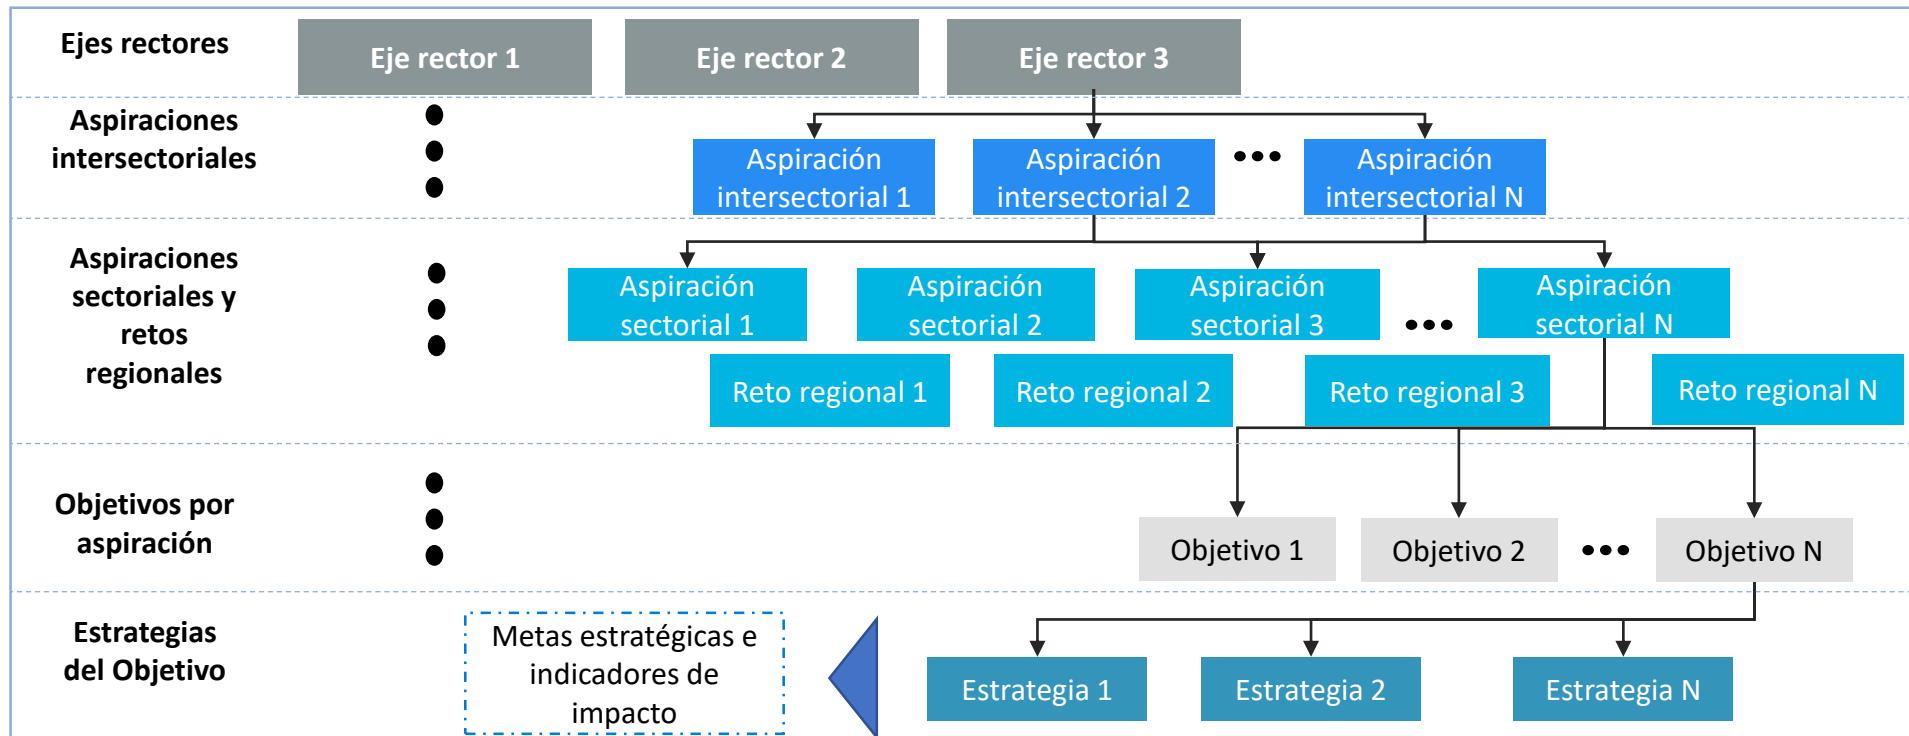 Ejes rectores
Eje rector 1
Eje rector 2
Eje rector 3
Aspiraciones
intersectoriales
Aspiración
intersectorial 1
Aspiración
intersectorial 2
Aspiración
intersectorial N
Aspiraciones
sectoriales y
retos
regionales
Aspiración
sectorial 1
Aspiración
sectorial 2
Aspiración
sectorial 3
Aspiración
sectorial N
Reto regional 1
Reto regional 2
Reto regional 3
Reto regional N
Objetivos por
aspiración
Objetivo 1
Objetivo 2
Objetivo N
Estrategias
del Objetivo
Metas estratégicas e
indicadores de
impacto
Estrategia 1
Estrategia 2
Estrategia N